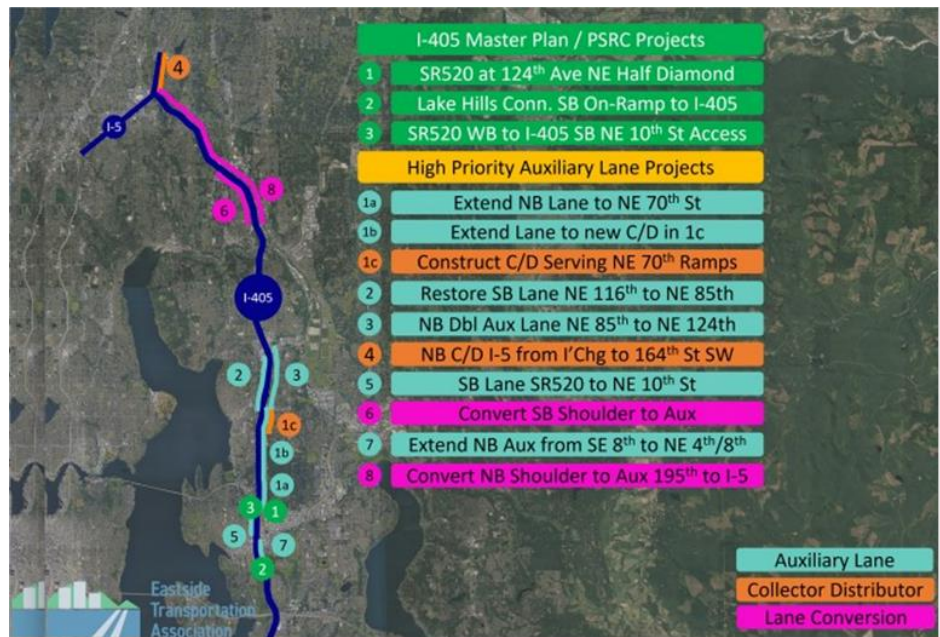 I-405 Master Plan / PSRC Projects
1 SR520 at 124th Ave NE Half Diamond
2 Lake Hills Conn. SB On-Ramp to I-405
3 SR520 WB to I-405 SB NE 10th St Access
High Priority Auxiliary Lane Projects
1a Extend NB Lane to NE 70th St
1b Extend Lane to new C/D in 1c
1c Construct C/D Serving NE 70th Ramps
2 Restore SB Lane NE 116th to NE 85th
3 NB Dbl Aux Lane NE 85th to NE 124th
4 NB C/D I-5 from I'Chg to 164th St SW
5 SB Lane SR520 to NE 10th St
6 Convert SB Shoulder to Aux
7 Extend NB Aux from SE 8th to NE 4th/8th
8 Convert NB Shoulder to Aux 195th to I-5
4
I-5
8
6
I-405
2
3
1c
1b
1a
3
1
5
7
2
Auxiliary Lane
Collector Distributor
Lane Conversion
Eastside
Transportation
Association